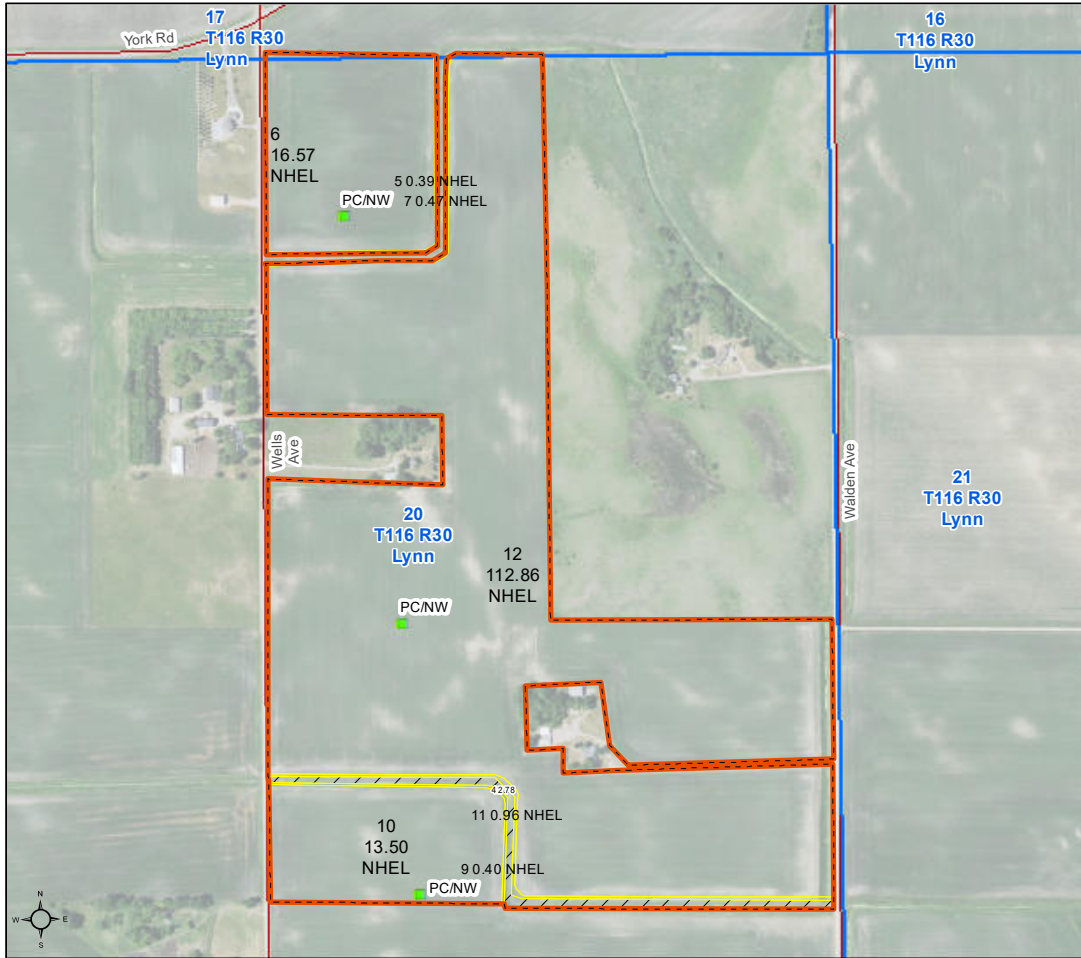 17
T116 R30
Lynn
16
T116 R30
Lynn
York Rd
6
16.57
NHEL
5 0.39 NHEL
7 0.47 NHEL
PC/NW
Wells
Ave
20
T116 R30
Lynn
Walden Ave
21
T116 R30
Lynn
12
112.86
NHEL
PC/NW
4 2.78
11 0.96 NHEL
10
13.50
NHEL
9 0.40 NHEL
PC/NW
N
W
E
S